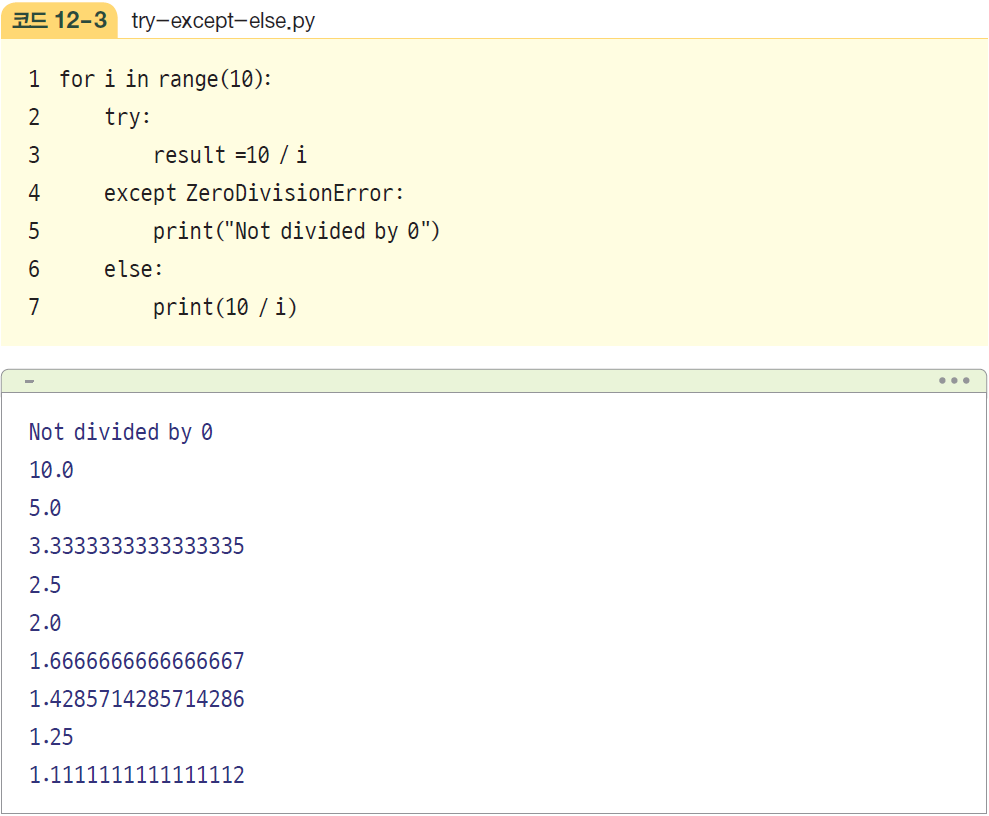 코드 12-3 try-except-else.py
1 for i in range(10):
2     try:
3         result =10 / i
4     except ZeroDivisionError:
5         print("Not divided by 0")
6     else:
7         print(10 / i)
Not divided by 0
10.0
5.0
3.3333333333333335
2.5
2.0
1.6666666666666667
1.4285714285714286
1.25
1.1111111111111112